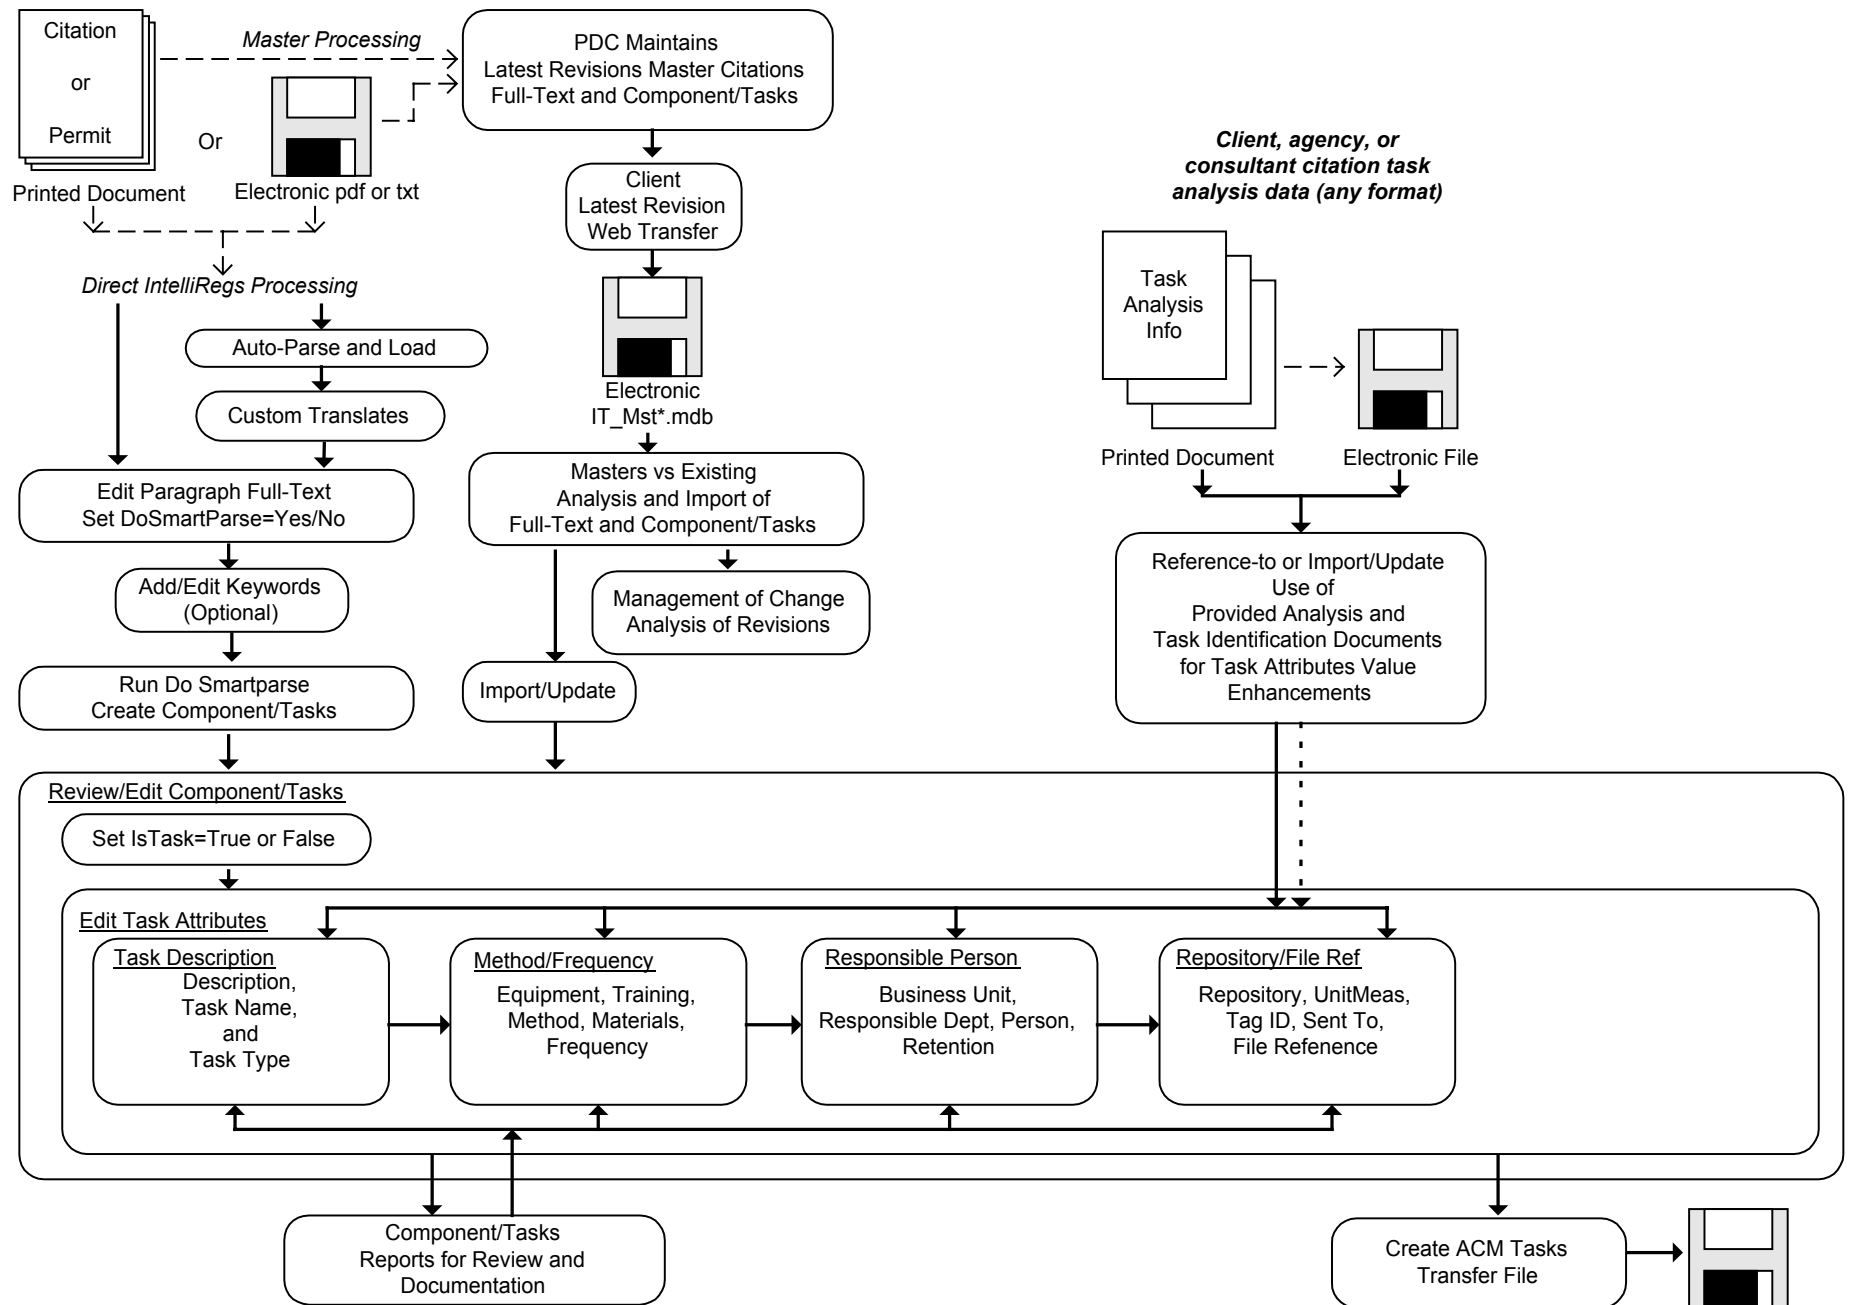 Citation
or
Permit
Printed Document
Or
Electronic pdf or txt
Master Processing
PDC Maintains
Latest Revisions Master Citations
Full-Text and Component/Tasks
Client
Latest Revision
Web Transfer
Electronic
IT_Mst*.mdb
Direct IntelliRegs Processing
Auto-Parse and Load
Custom Translates
Edit Paragraph Full-Text
Set DoSmartParse=Yes/No
Add/Edit Keywords
(Optional)
Run Do Smartparse
Create Component/Tasks
Masters vs Existing
Analysis and Import of
Full-Text and Component/Tasks
Management of Change
Analysis of Revisions
Import/Update
Client, agency, or
consultant citation task
analysis data (any format)
Task
Analysis
Info
Printed Document
Electronic File
Reference-to or Import/Update
Use of
Provided Analysis and
Task Identification Documents
for Task Attributes Value
Enhancements
Review/Edit Component/Tasks
Set IsTask=True or False
Edit Task Attributes
Task Description
Description,
Task Name,
and
Task Type
Method/Frequency
Equipment, Training,
Method, Materials,
Frequency
Responsible Person
Business Unit,
Responsible Dept, Person,
Retention
Repository/File Ref
Repository, UnitMeas,
Tag ID, Sent To,
File Refenence
Component/Tasks
Reports for Review and
Documentation
Create ACM Tasks
Transfer File